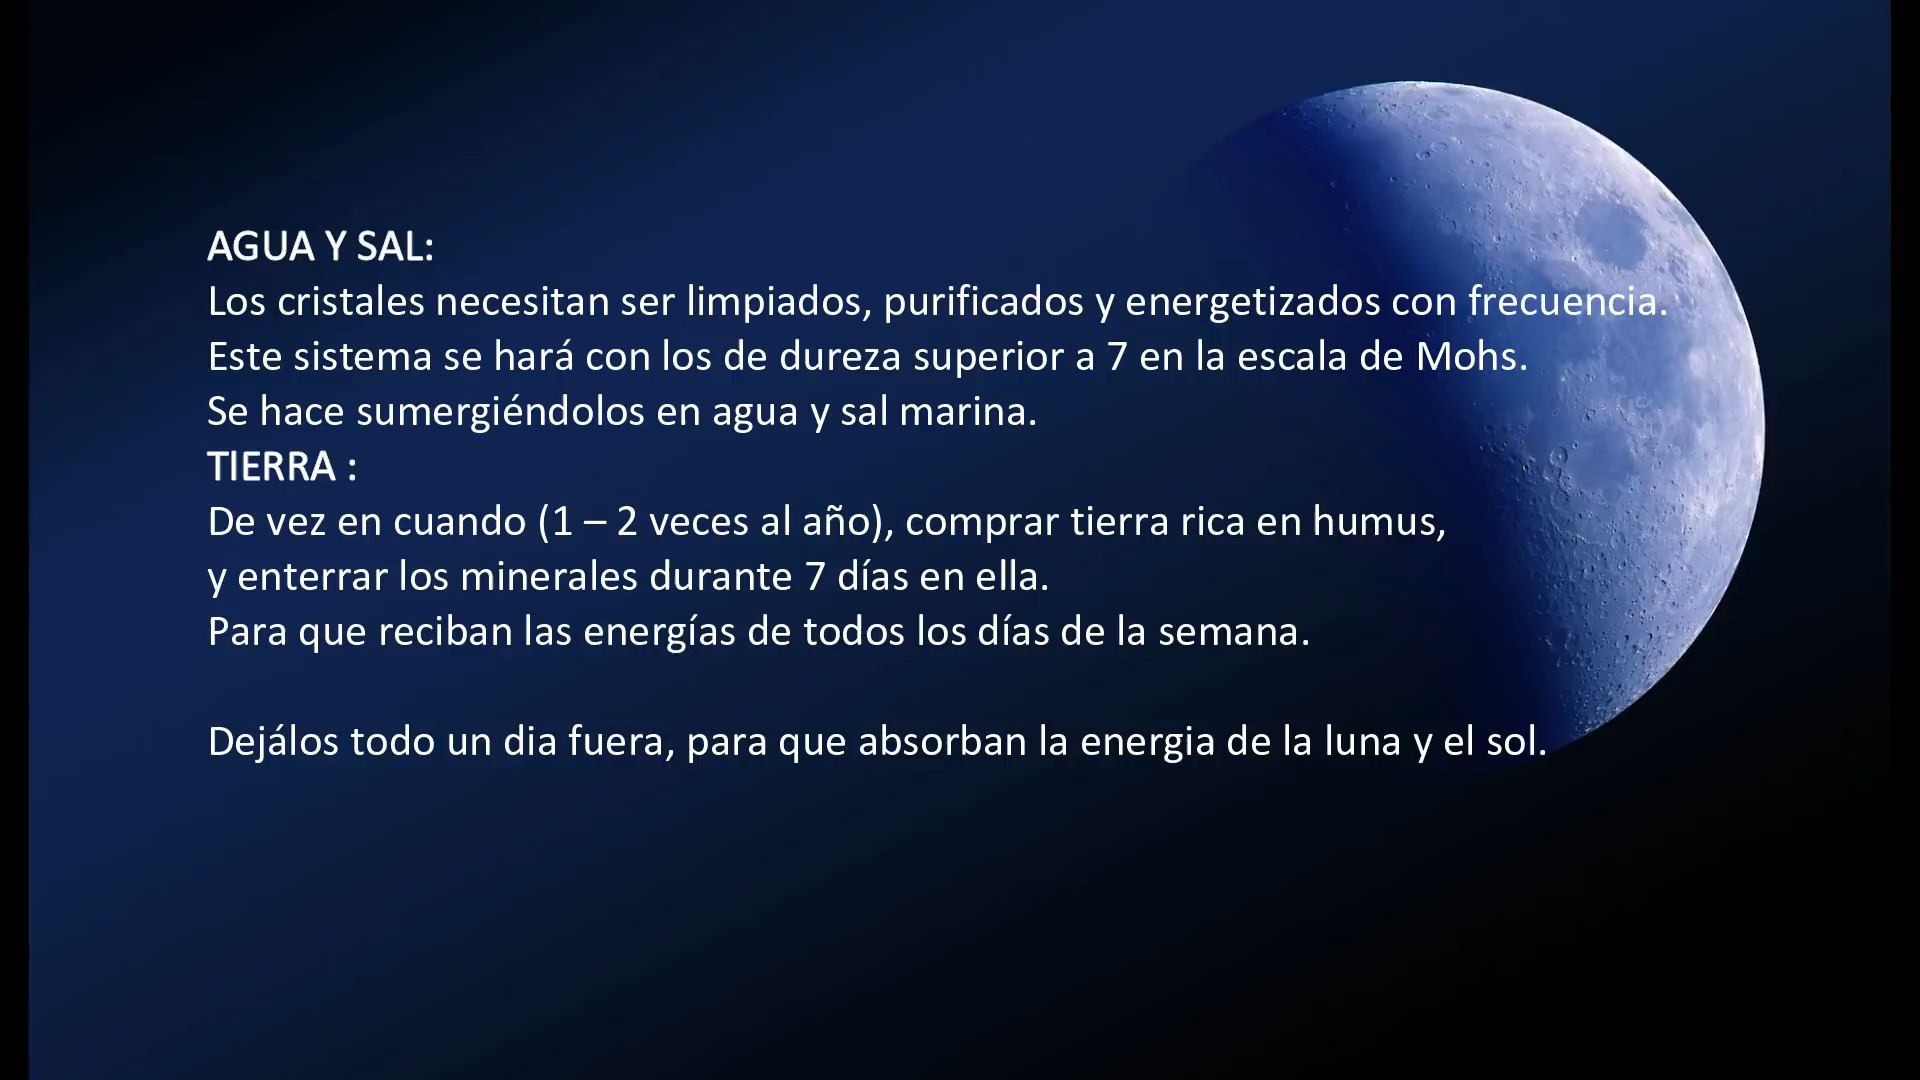 AGUA Y SAL:
Los cristales necesitan ser limpiados, purificados y energetizados con frecuencia.
Este sistema se hará con los de dureza superior a 7 en la escala de Mohs.
Se hace sumergiéndolos en agua y sal marina.
TIERRA :
De vez en cuando (1 – 2 veces al año), comprar tierra rica en humus,
y enterrar los minerales durante 7 días en ella.
Para que reciban las energías de todos los días de la semana.
Dejálos todo un dia fuera, para que absorban la energia de la luna y el sol.